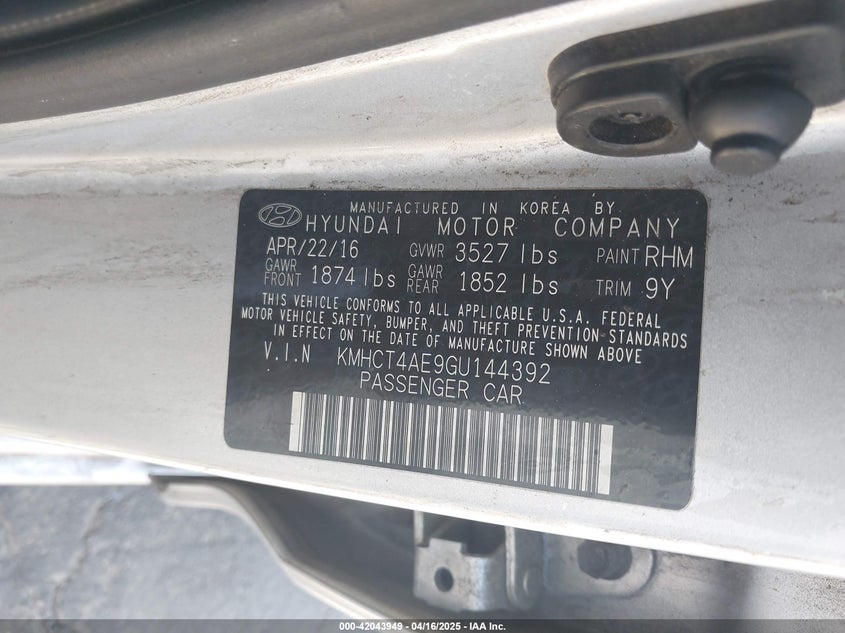 MANUFACTURED IN KOREA BY
HYUNDAI MOTOR COMPANY
APR/22/16 GVWR 3527 lbs PAINT RHM
GAWR FRONT 1874 lbs GAWR REAR 1852 lbs TRIM 9Y
THIS VEHICLE CONFORMS TO ALL APPLICABLE U.S.A. FEDERAL
MOTOR VEHICLE SAFETY, BUMPER, AND THEFT PREVENTION-STANDARDS
IN EFFECT ON THE DATE OF MANUFACTURE SHOWN ABOVE
V.I.N KMHCT4AE9GU144392
PASSENGER CAR
000-42043949 - 04/16/2025 - IAA Inc.